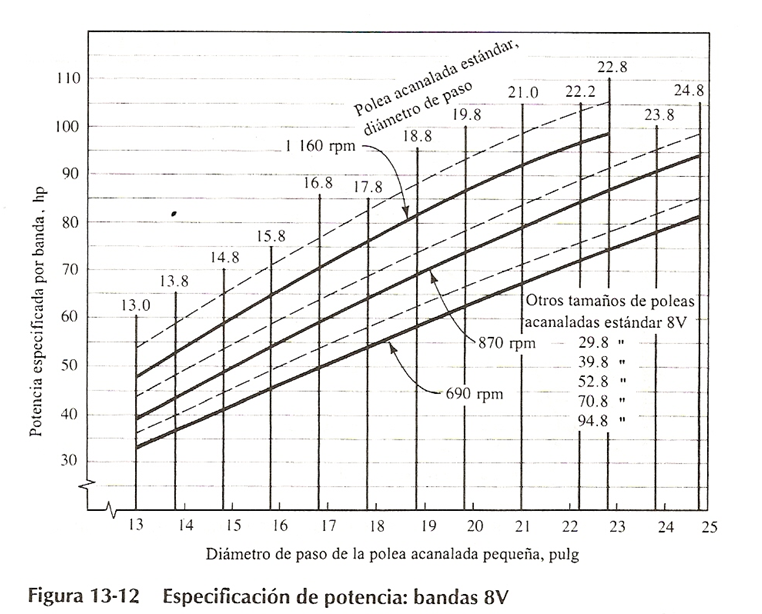 Polea acanalada estándar,
diámetro de paso
1 160 rpm
870 rpm
690 rpm
13.0
13.8
14.8
15.8
16.8
17.8
18.8
19.8
21.0
22.2
22.8
23.8
24.8
Otros tamaños de poleas
acanaladas estándar 8V
29.8 "
39.8 "
52.8 "
70.8 "
94.8 "
Potencia especificada por banda, hp
110
100
90
80
70
60
50
40
30
13 14 15 16 17 18 19 20 21 22 23 24 25
Diámetro de paso de la polea acanalada pequeña, pulg
Figura 13-12 Especificación de potencia: bandas 8V